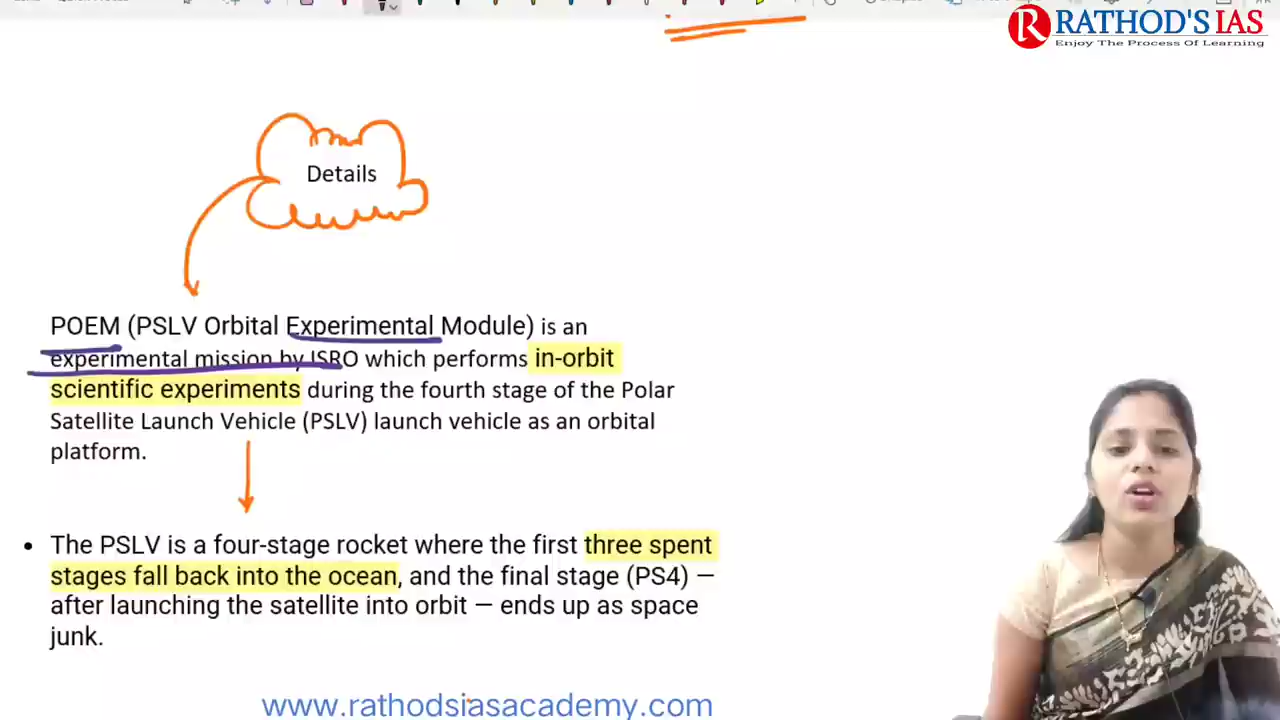 RATHOD'S IAS
Enjoy The Process Of Learning
Details
POEM (PSLV Orbital Experimental Module) is an
experimental mission by ISRO which performs in-orbit
scientific experiments during the fourth stage of the Polar
Satellite Launch Vehicle (PSLV) launch vehicle as an orbital
platform.
• The PSLV is a four-stage rocket where the first three spent
stages fall back into the ocean, and the final stage (PS4) —
after launching the satellite into orbit — ends up as space
junk.
www.rathodsiasacademy.com